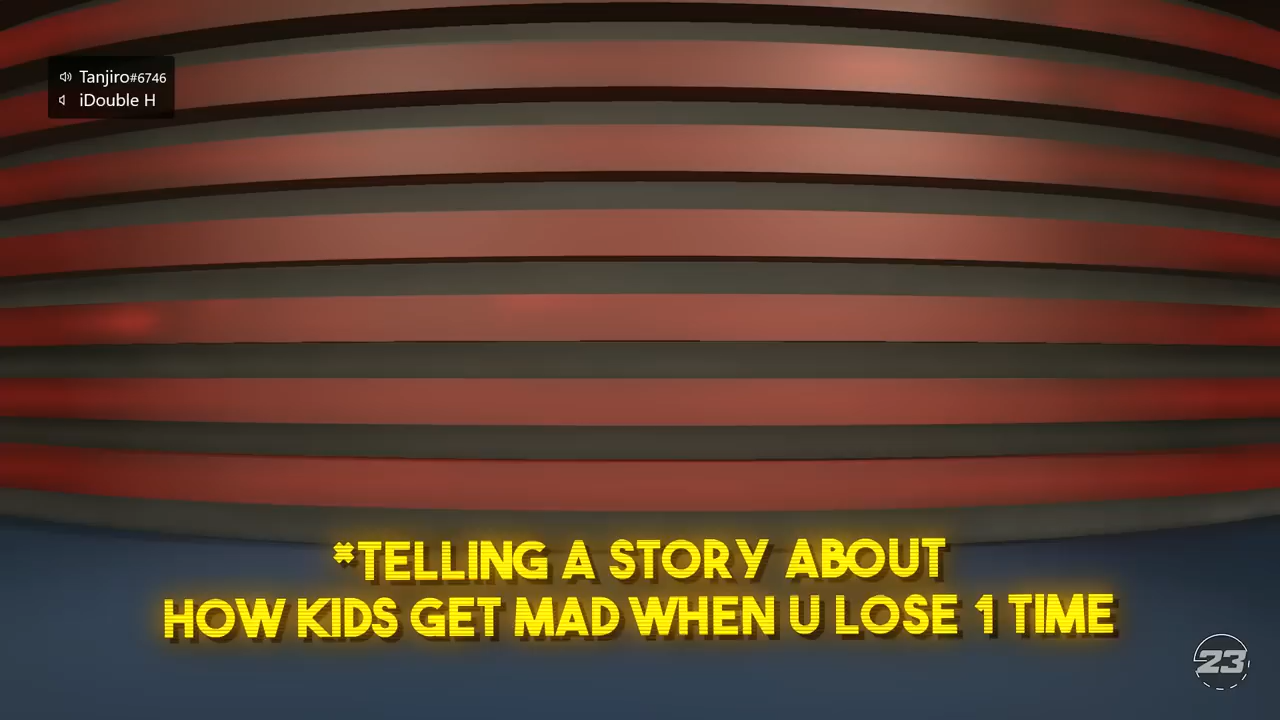 Tanjiro#6746
iDouble H
*TELLING A STORY ABOUT
HOW KIDS GET MAD WHEN U LOSE 1 TIME
23